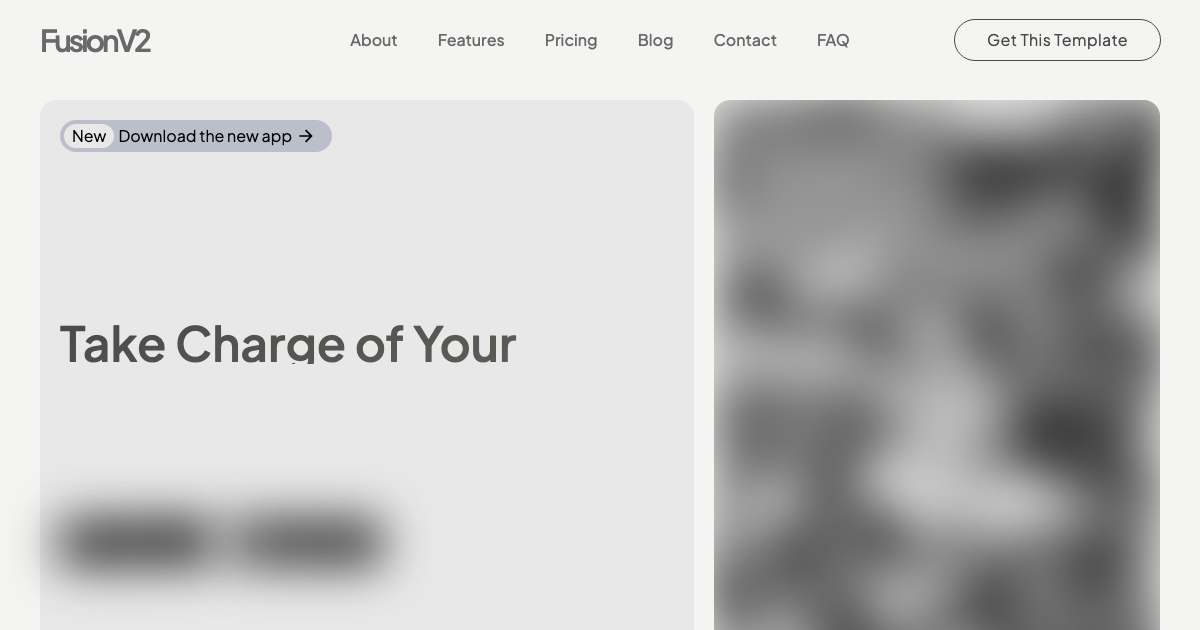 FusionV2
About Features Pricing Blog Contact FAQ
Get This Template
New Download the new app →
Take Charge of Your